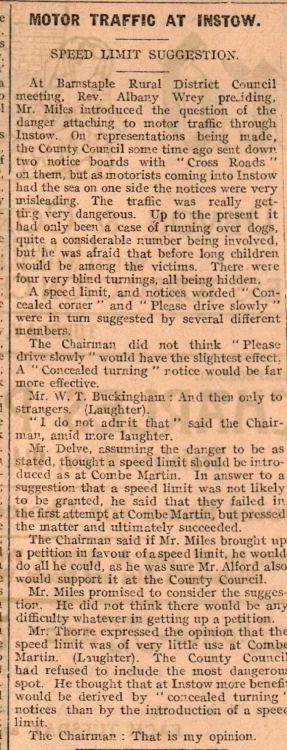 MOTOR TRAFFIC AT INSTOW.
SPEED LIMIT SUGGESTION.
At Barnstaple Rural District Council
meeting, Rev. Albany Wrey presiding,
Mr. Miles introduced the question of the
danger attaching to motor traffic through
Instow. On representations being made,
the County Council some time ago sent down
two notice boards with "Cross Roads"
on them, but as motorists coming into Instow
had the sea on one side the notices were very
misleading. The traffic was really get-
ting very dangerous. Up to the present it
had only been a case of running over dogs,
quite a considerable number being involved,
but he was afraid that before long children
would be among the victims. There were
four very blind turnings, all being hidden.
A speed limit, and notices worded "Con-
cealed corner" and "Please drive slowly"
were in turn suggested by several different
members.
The Chairman did not think "Please
drive slowly" would have the slightest effect.
A "Concealed turning" notice would be far
more effective.
Mr. W. T. Buckingham: And then only to
strangers. (Laughter).
"I do not admit that" said the Chair-
man, amid more laughter.
Mr. Delve, assuming the danger to be as
stated, thought a speed limit should be intro-
duced as at Combe Martin. In answer to a
suggestion that a speed limit was not likely
to be granted, he said that they failed in
the first attempt at Combe Martin, but pressed
the matter and ultimately succeeded.
The Chairman said if Mr. Miles brought up
a petition in favour of a speed limit, he would
do all he could, as he was sure Mr. Alford also
would support it at the County Council.
Mr. Miles promised to consider the sugges-
tion. He did not think there would be any
difficulty whatever in getting up a petition.
Mr. Thorne expressed the opinion that the
speed limit was of very little use at Combe
Martin. (Laughter). The County Council
had refused to include the most dangerous
spot. He thought that at Instow more benefit
would be derived by "concealed turning"
notices than by the introduction of a speed
limit.
The Chairman: That is my opinion.